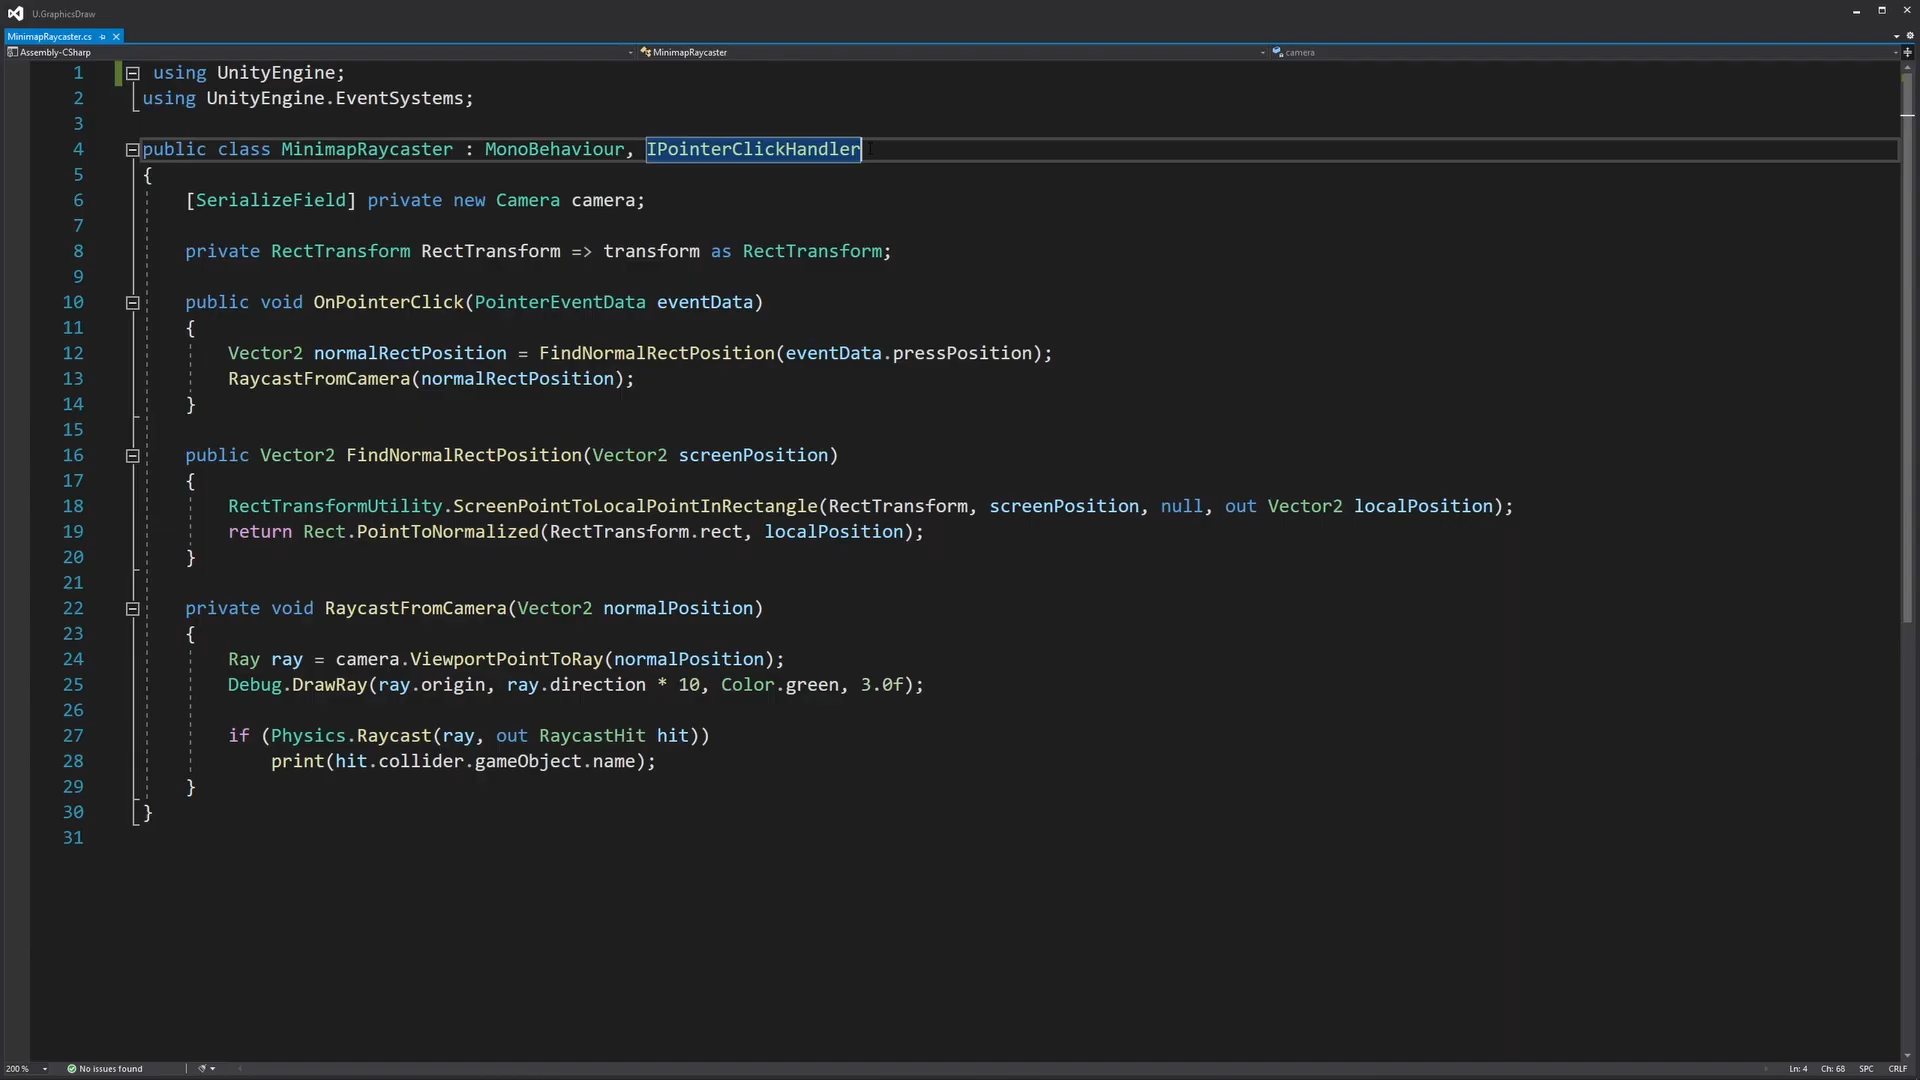 U.GraphicsDraw
MinimapRaycaster.cs
Assembly-CSharp MinimapRaycaster camera
1 using UnityEngine;
2 using UnityEngine.EventSystems;
3
4 public class MinimapRaycaster : MonoBehaviour, IPointerClickHandler
5 {
6 [SerializeField] private new Camera camera;
7
8 private RectTransform RectTransform => transform as RectTransform;
9
10 public void OnPointerClick(PointerEventData eventData)
11 {
12 Vector2 normalRectPosition = FindNormalRectPosition(eventData.pressPosition);
13 RaycastFromCamera(normalRectPosition);
14 }
15
16 public Vector2 FindNormalRectPosition(Vector2 screenPosition)
17 {
18 RectTransformUtility.ScreenPointToLocalPointInRectangle(RectTransform, screenPosition, null, out Vector2 localPosition);
19 return Rect.PointToNormalized(RectTransform.rect, localPosition);
20 }
21
22 private void RaycastFromCamera(Vector2 normalPosition)
23 {
24 Ray ray = camera.ViewportPointToRay(normalPosition);
25 Debug.DrawRay(ray.origin, ray.direction * 10, Color.green, 3.0f);
26
27 if (Physics.Raycast(ray, out RaycastHit hit))
28 print(hit.collider.gameObject.name);
29 }
30 }
31
200 % No issues found Ln: 4 Ch: 68 SPC CRLF